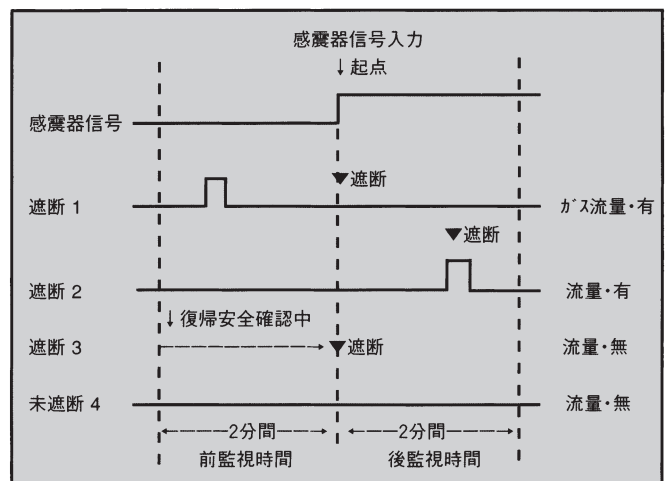 感震器信号入力
↓起点
感震器信号
▼遮断
遮断 1
ガス流量・有
▼遮断
遮断 2
流量・有
↓復帰安全確認中
遮断 3
▼遮断
流量・無
未遮断 4
流量・無
2分間
2分間
前監視時間
後監視時間